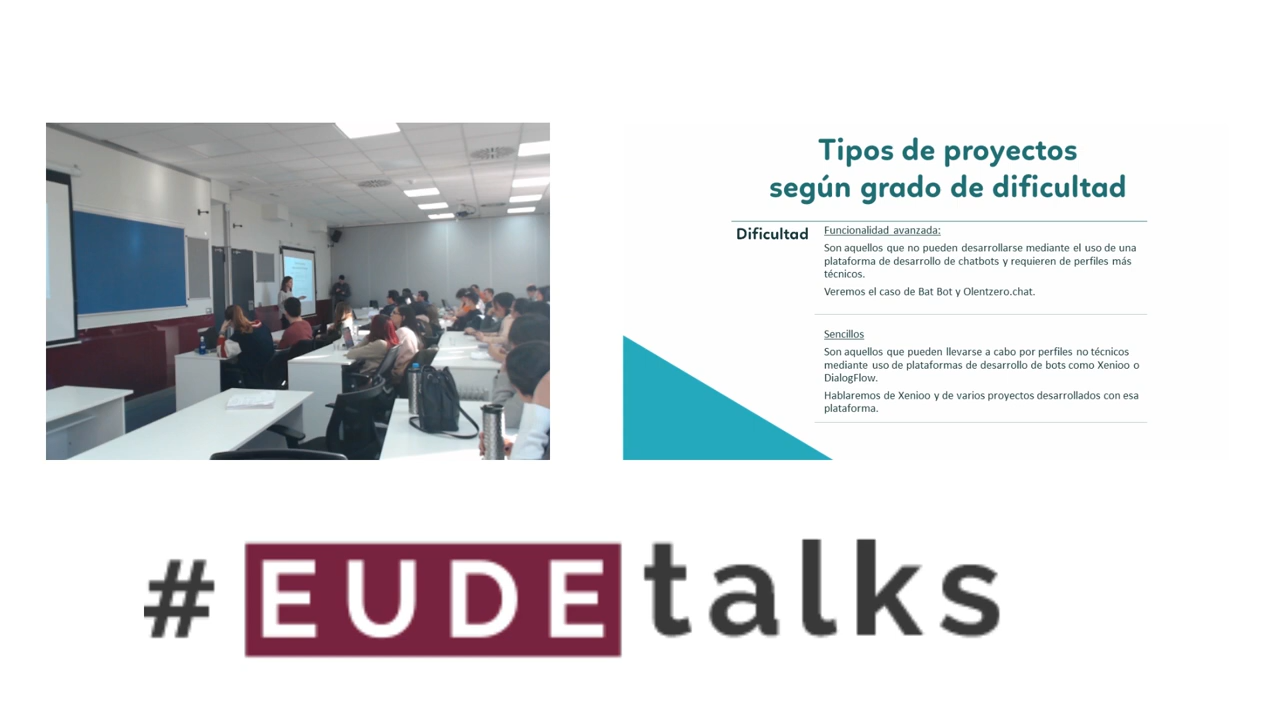 Tipos de proyectos
según grado de dificultad
Dificultad
Funcionalidad avanzada:
Son aquellos que no pueden desarrollarse mediante el uso de una
plataforma de desarrollo de chatbots y requieren de perfiles más
técnicos.
Veremos el caso de Bat Bot y Olentzero.chat.
Sencillos
Son aquellos que pueden llevarse a cabo por perfiles no técnicos
mediante uso de plataformas de desarrollo de bots como Xenioo o
DialogFlow.
Hablaremos de Xenioo y de varios proyectos desarrollados con esa
plataforma.
# EUDE talks